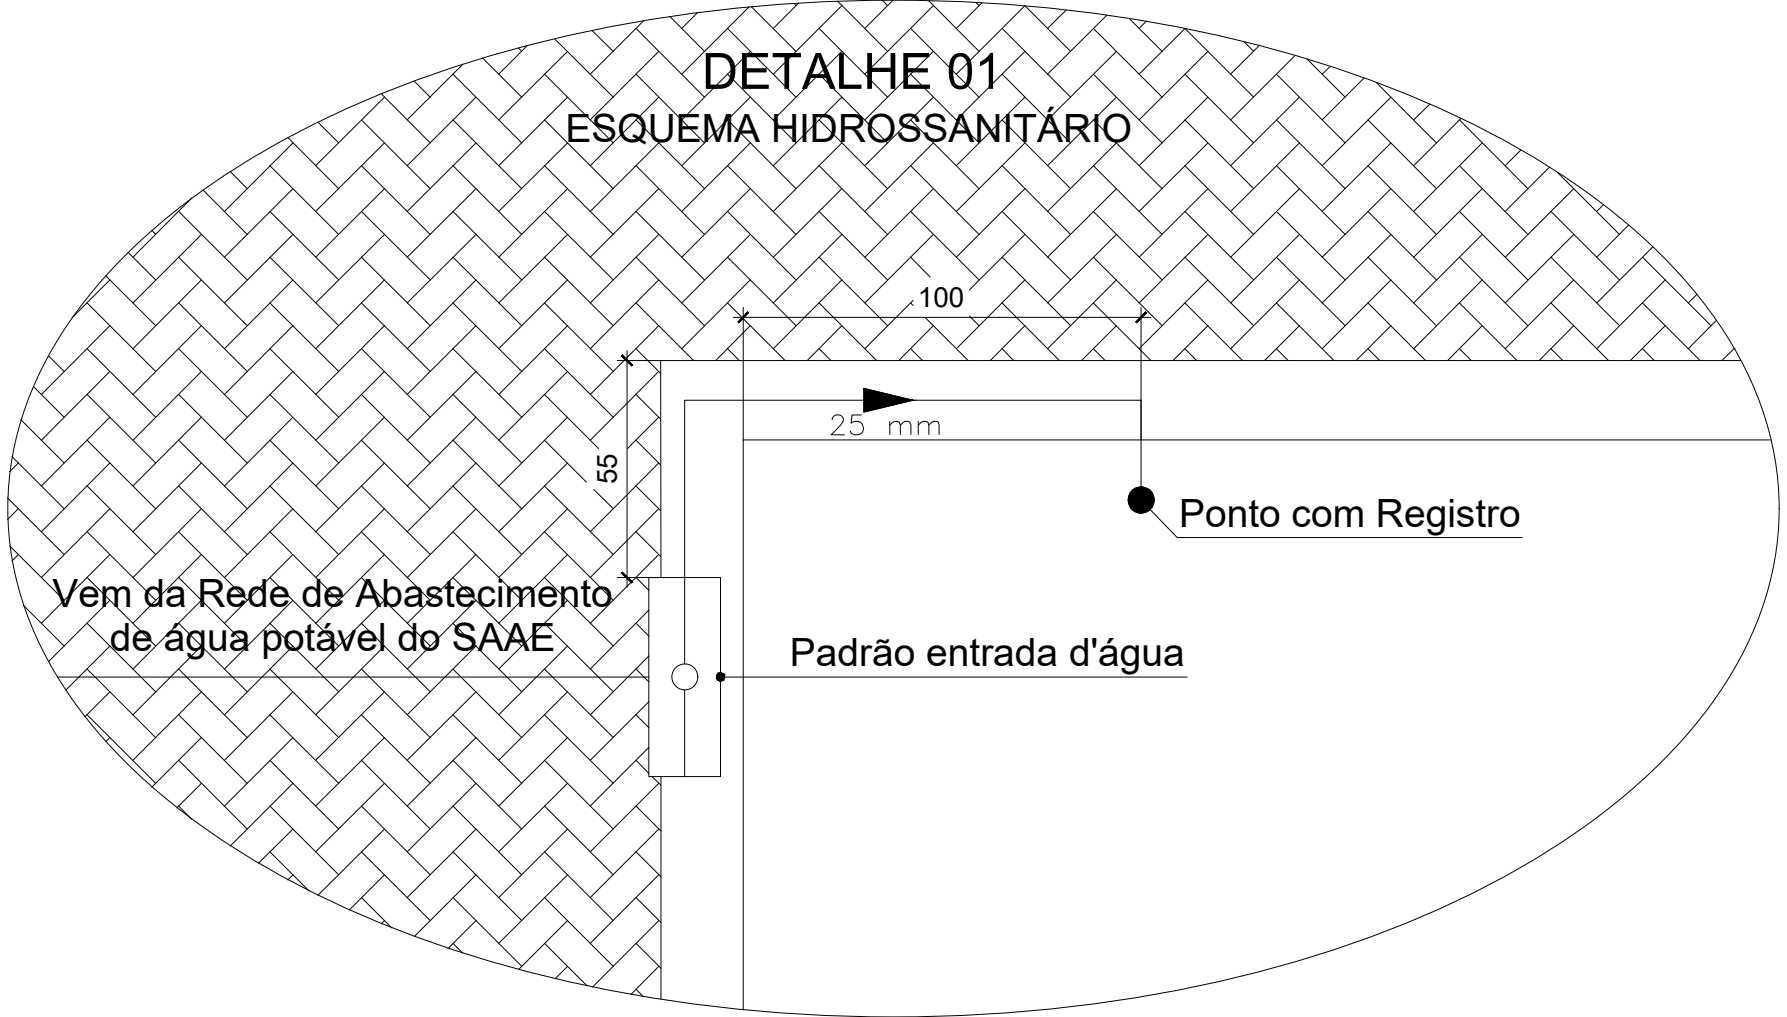 DETALHE 01
ESQUEMA HIDROSSANITÁRIO
100
25 mm
55
Ponto com Registro
Vem da Rede de Abastecimento
de água potável do SAAE
Padrão entrada d'água